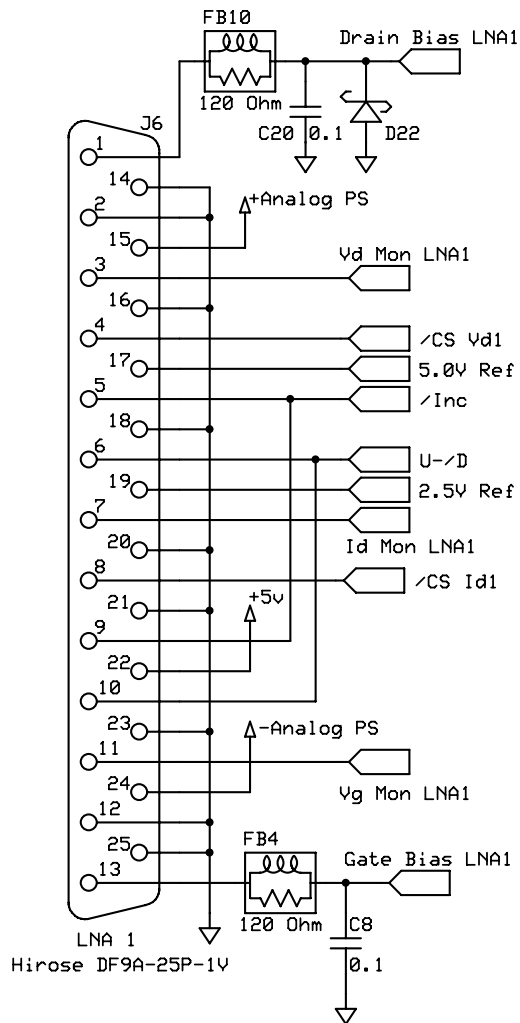 FB10
Drain Bias LNA1
120 Ohm
C20 0.1
D22
J6
1
14
2
+Analog PS
15
3
Vd Mon LNA1
16
4
/CS Vd1
17
5.0V Ref
5
/Inc
18
6
U-/D
19
2.5V Ref
7
20
Id Mon LNA1
8
/CS Id1
21
+5v
9
22
10
23
-Analog PS
11
24
Vg Mon LNA1
12
25
FB4
13
Gate Bias LNA1
120 Ohm
C8
0.1
LNA 1
Hirose DF9A-25P-1V